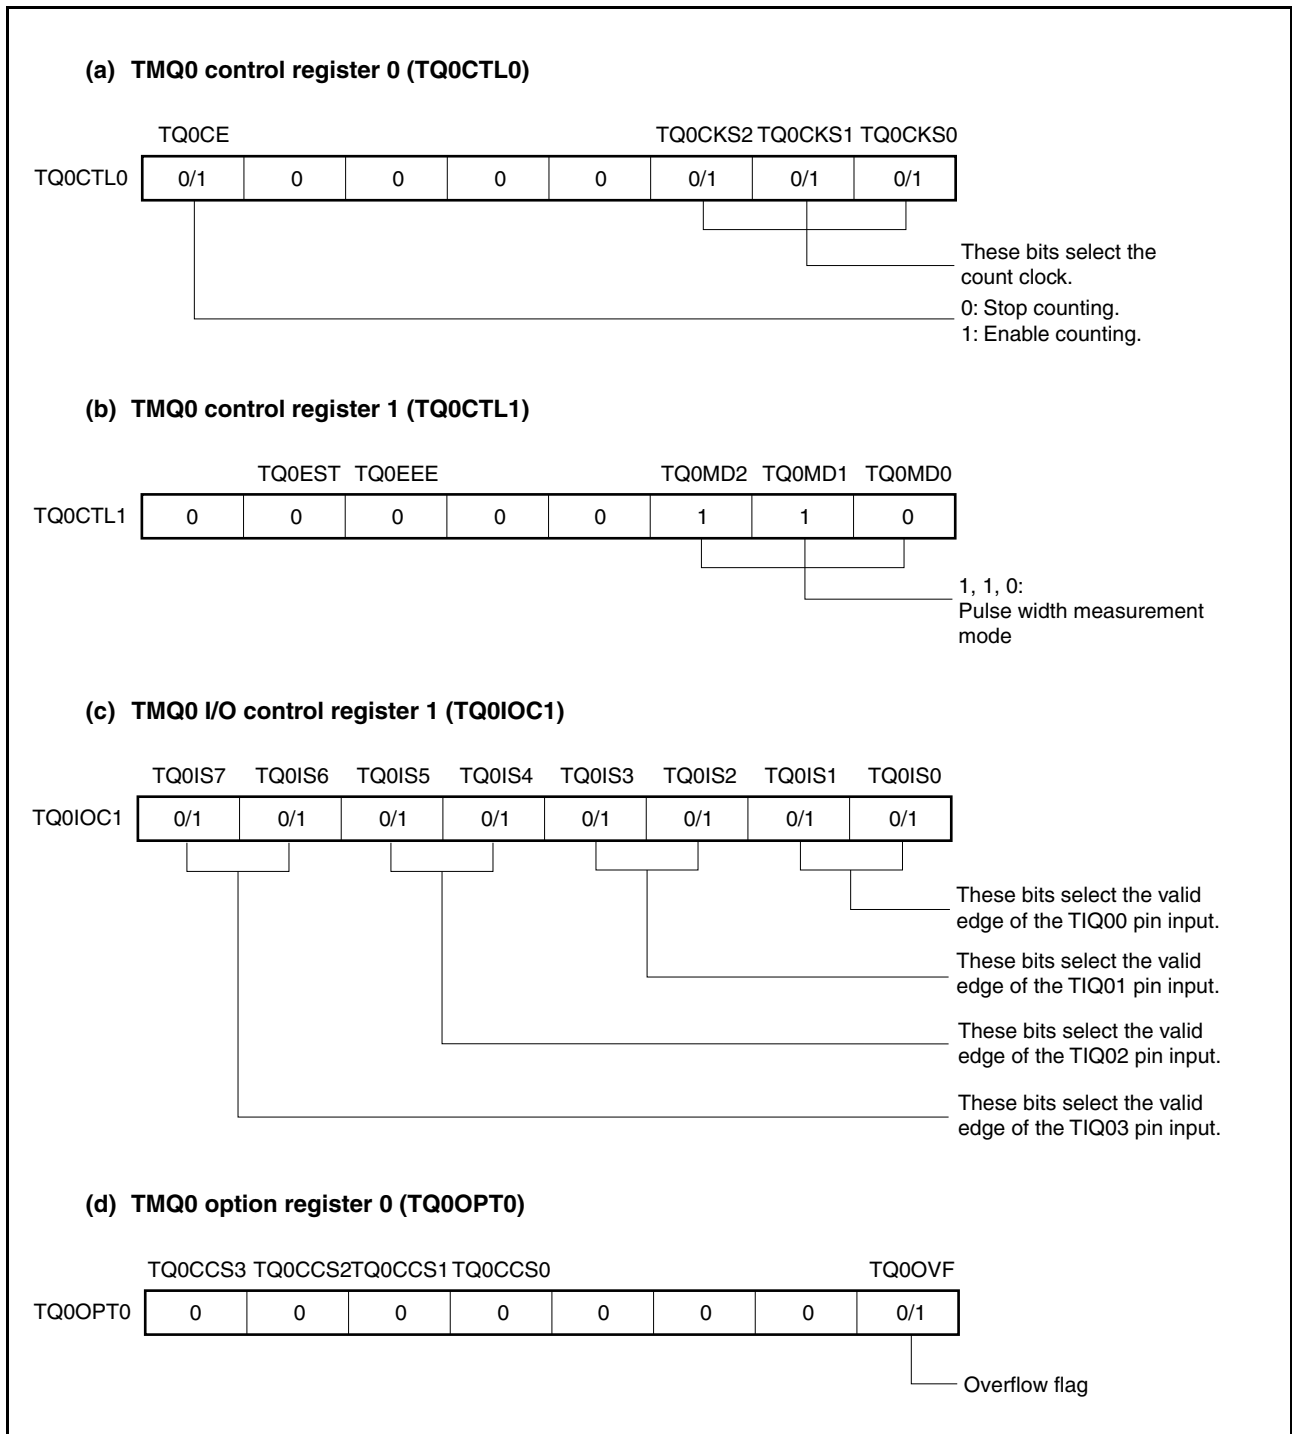 (a) TMQ0 control register 0 (TQ0CTL0)
TQ0CE TQ0CKS2 TQ0CKS1 TQ0CKS0
TQ0CTL0 0/1 0 0 0 0 0/1 0/1 0/1
These bits select the
count clock.
0: Stop counting.
1: Enable counting.
(b) TMQ0 control register 1 (TQ0CTL1)
TQ0EST TQ0EEE TQ0MD2 TQ0MD1 TQ0MD0
TQ0CTL1 0 0 0 0 0 1 1 0
1, 1, 0:
Pulse width measurement
mode
(c) TMQ0 I/O control register 1 (TQ0IOC1)
TQ0IS7 TQ0IS6 TQ0IS5 TQ0IS4 TQ0IS3 TQ0IS2 TQ0IS1 TQ0IS0
TQ0IOC1 0/1 0/1 0/1 0/1 0/1 0/1 0/1 0/1
These bits select the valid
edge of the TIQ00 pin input.
These bits select the valid
edge of the TIQ01 pin input.
These bits select the valid
edge of the TIQ02 pin input.
These bits select the valid
edge of the TIQ03 pin input.
(d) TMQ0 option register 0 (TQ0OPT0)
TQ0CCS3 TQ0CCS2 TQ0CCS1 TQ0CCS0 TQ0OVF
TQ0OPT0 0 0 0 0 0 0 0 0/1
Overflow flag